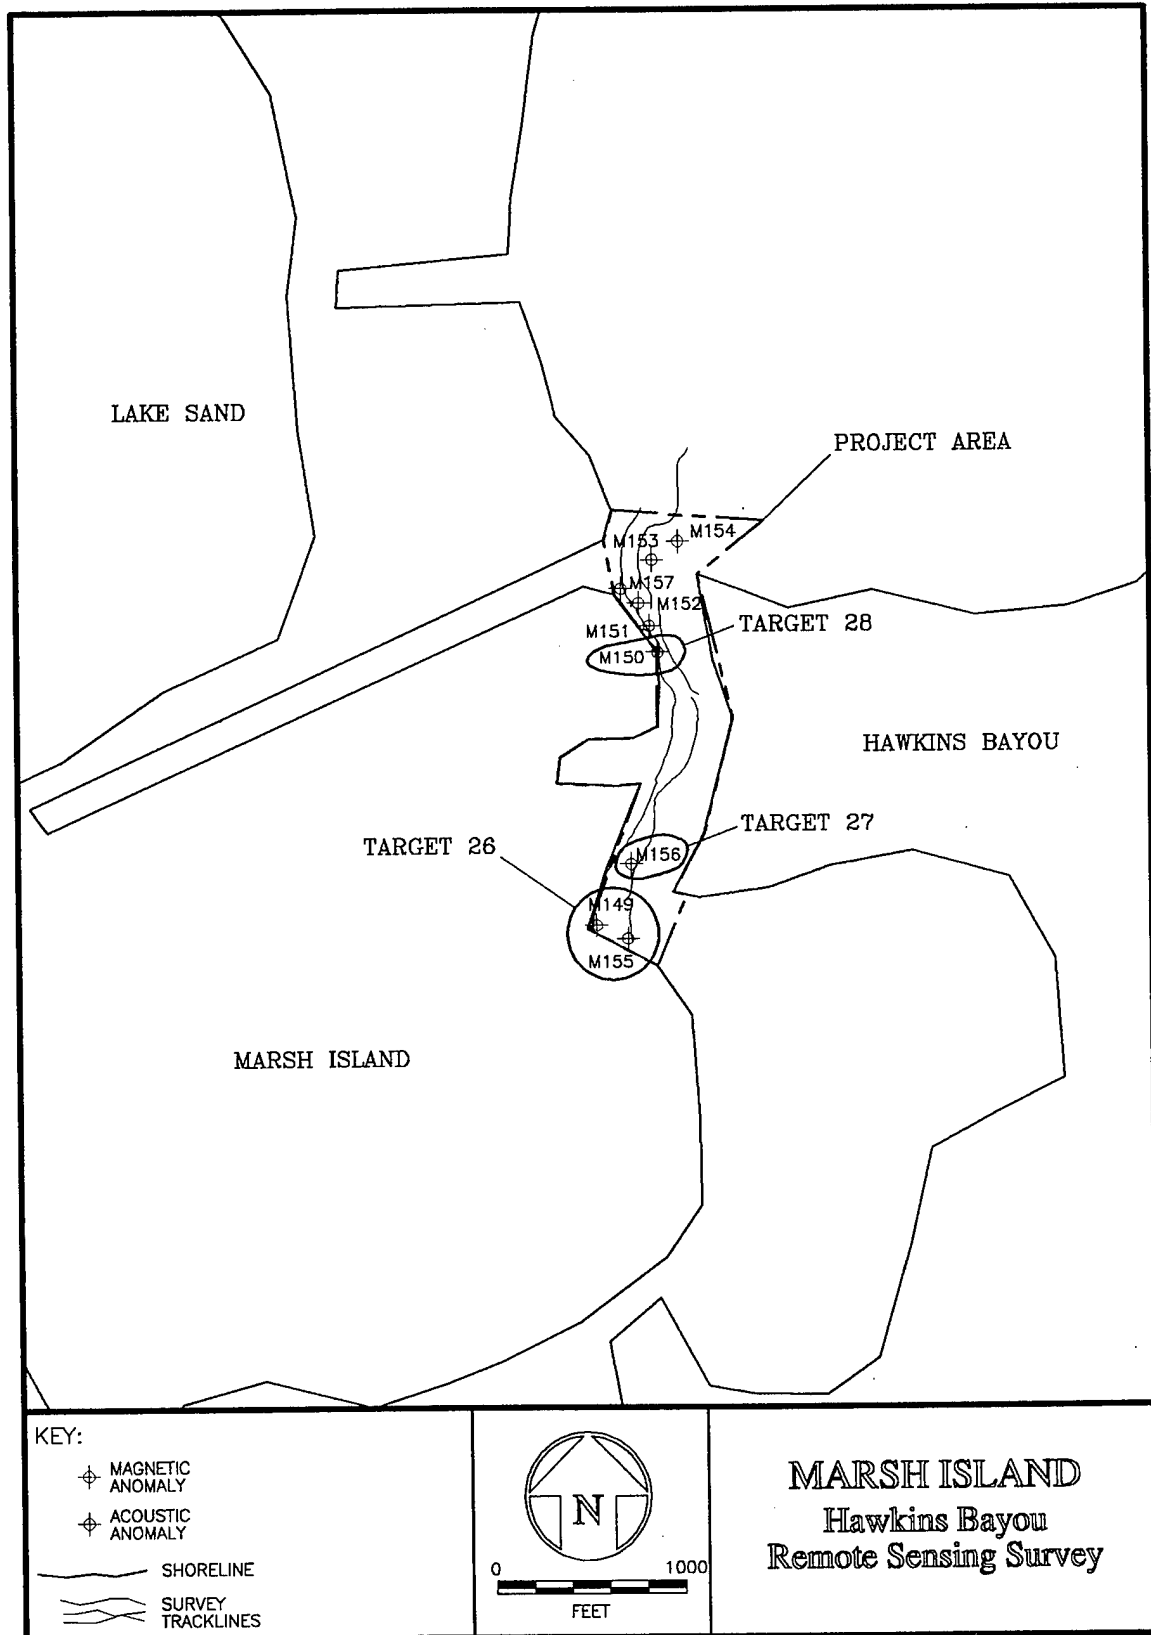 LAKE SAND
PROJECT AREA
M154
M153
M157
M152
M151
TARGET 28
M150
HAWKINS BAYOU
TARGET 27
TARGET 26
M156
M149
M155
MARSH ISLAND
KEY:
MAGNETIC
ANOMALY
ACOUSTIC
ANOMALY
SHORELINE
SURVEY
TRACKLINES
N
0 1000
FEET
MARSH ISLAND
Hawkins Bayou
Remote Sensing Survey